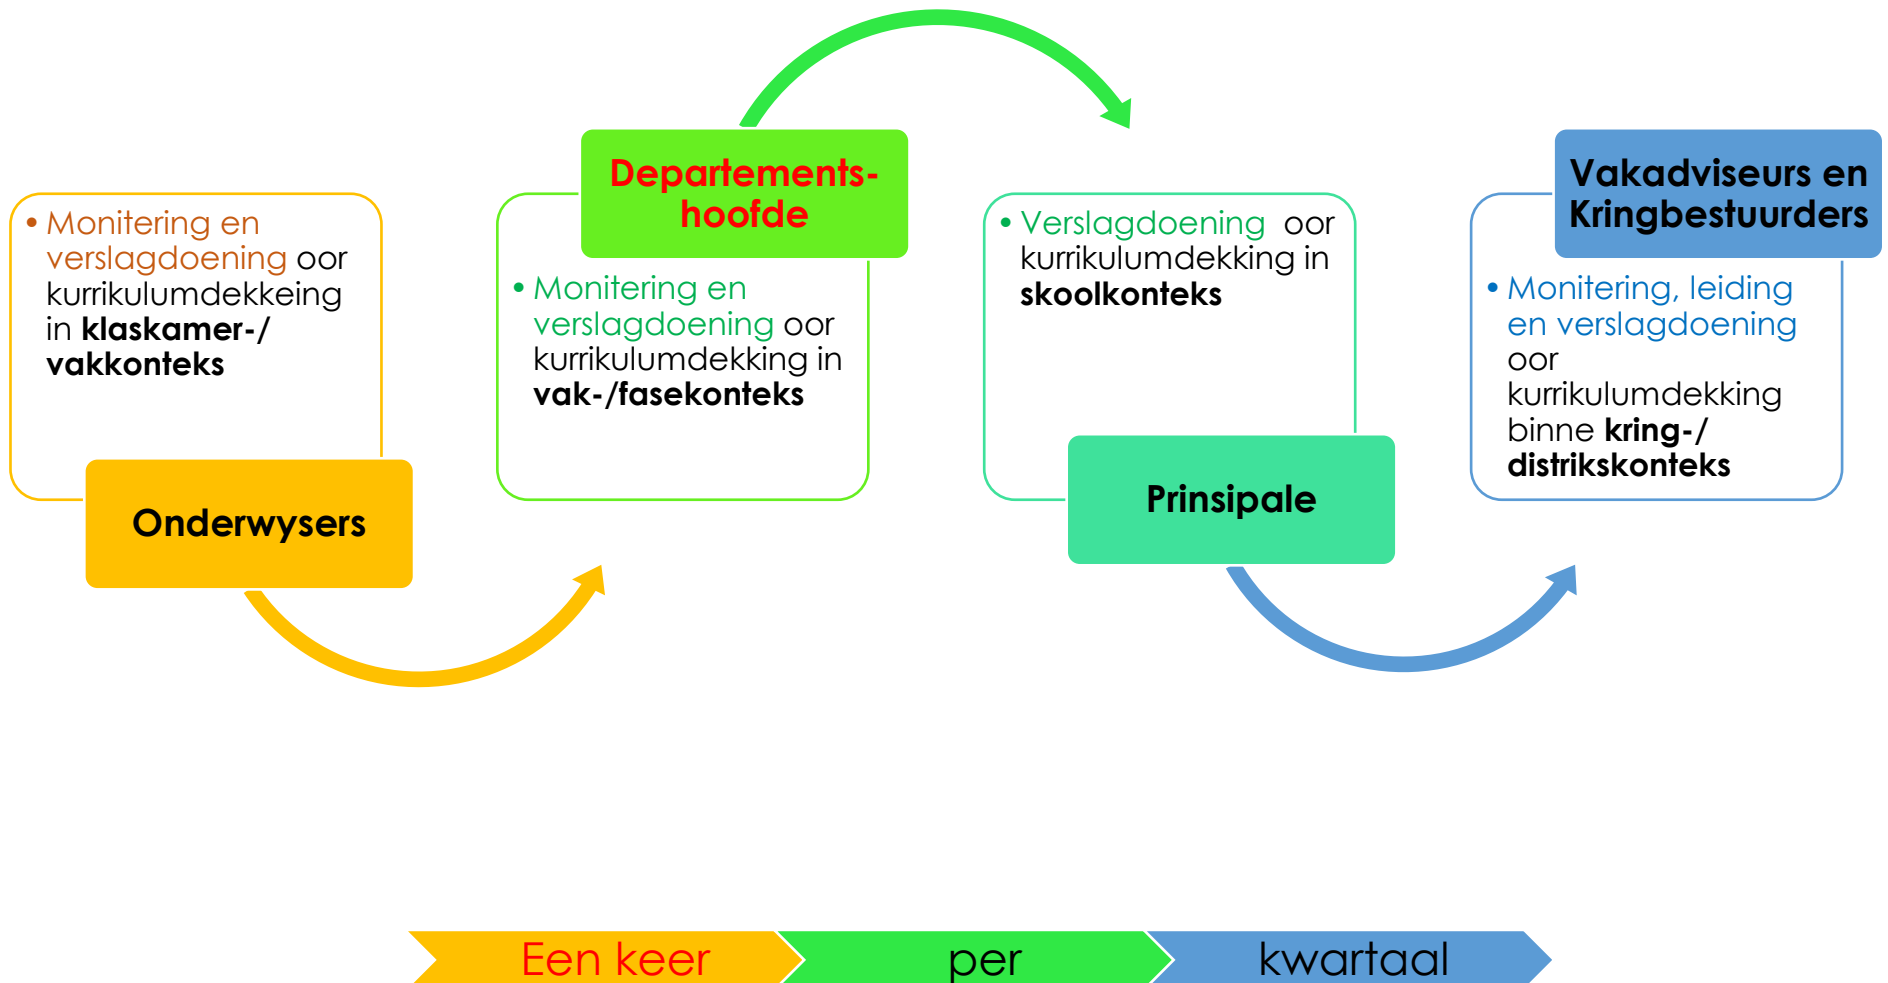 • Monitering en
verslagdoening oor
kurrikulumdekkeing
in klaskamer-/
vakkonteks
Onderwysers
Departements-
hoofde
• Monitering en
verslagdoening oor
kurrikulumdekking in
vak-/fasekonteks
• Verslagdoening oor
kurrikulumdekking in
skoolkonteks
Prinsipale
Vakadviseurs en
Kringbestuurders
• Monitering, leiding
en verslagdoening
oor
kurrikulumdekking
binne kring-/
distrikskonteks
Een keer per kwartaal